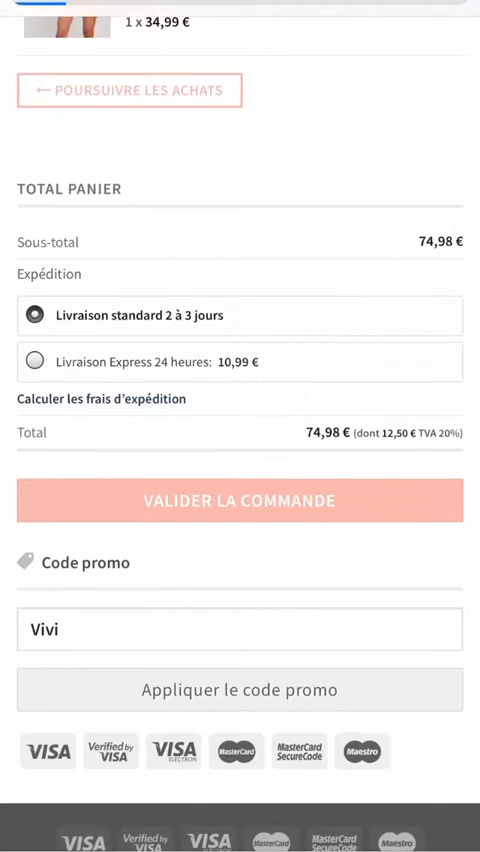 1 x 34,99 €
← POURSUIVRE LES ACHATS
TOTAL PANIER
Sous-total 74,98 €
Expédition
Livraison standard 2 à 3 jours
Livraison Express 24 heures: 10,99 €
Calculer les frais d'expédition
Total 74,98 € (dont 12,50 € TVA 20%)
VALIDER LA COMMANDE
Code promo
Vivi
Appliquer le code promo
VISA Verified by VISA VISA ELECTRON MasterCard MasterCard SecureCode Maestro
VISA Verified by VISA VISA ELECTRON MasterCard MasterCard SecureCode Maestro